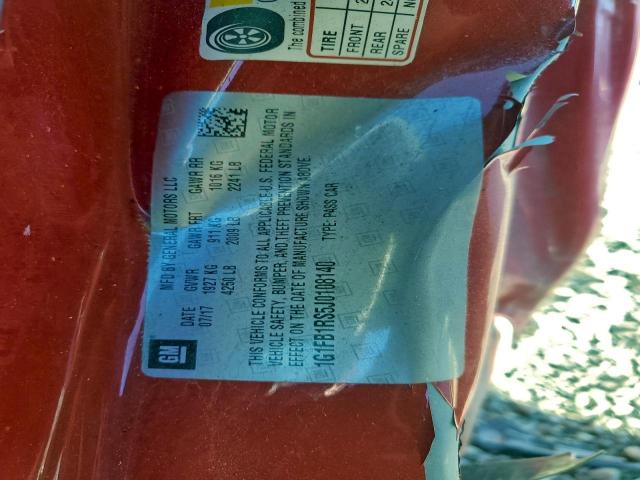 The combined
TIRE
FRONT
REAR
SPARE
GM
MFD BY GENERAL MOTORS LLC
DATE GVWR GAWR FRT GAWR RR
07/17 1927 KG 911 KG 1016 KG
4250 LB 2009 LB 2241 LB
THIS VEHICLE CONFORMS TO ALL APPLICABLE U.S. FEDERAL MOTOR
VEHICLE SAFETY, BUMPER, AND THEFT PREVENTION STANDARDS IN
EFFECT ON THE DATE OF MANUFACTURE SHOWN ABOVE.
1G1FB1RS5J0108140 TYPE: PASS CAR